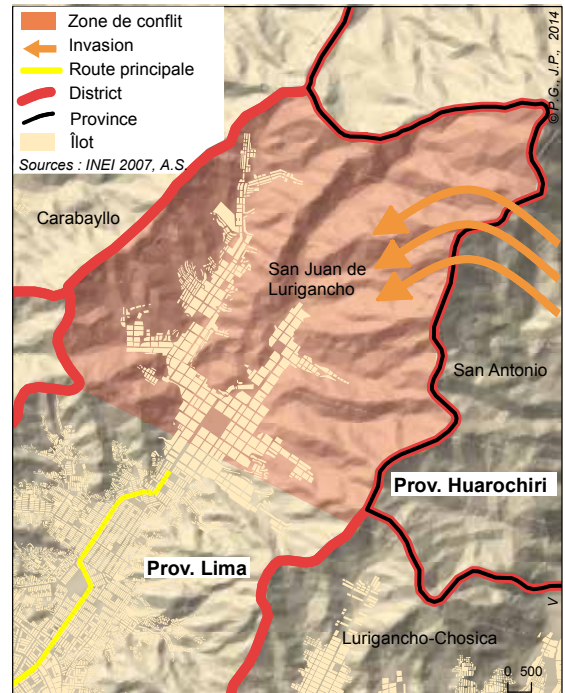 Zone de conflit
Invasion
Route principale
District
Province
Îlot
Sources : INEI 2007, A.S.
©P.G., J.P., 2014
Carabayllo
San Juan de
Lurigancho
San Antonio
Prov. Huarochiri
Prov. Lima
Lurigancho-Chosica
V
0 500